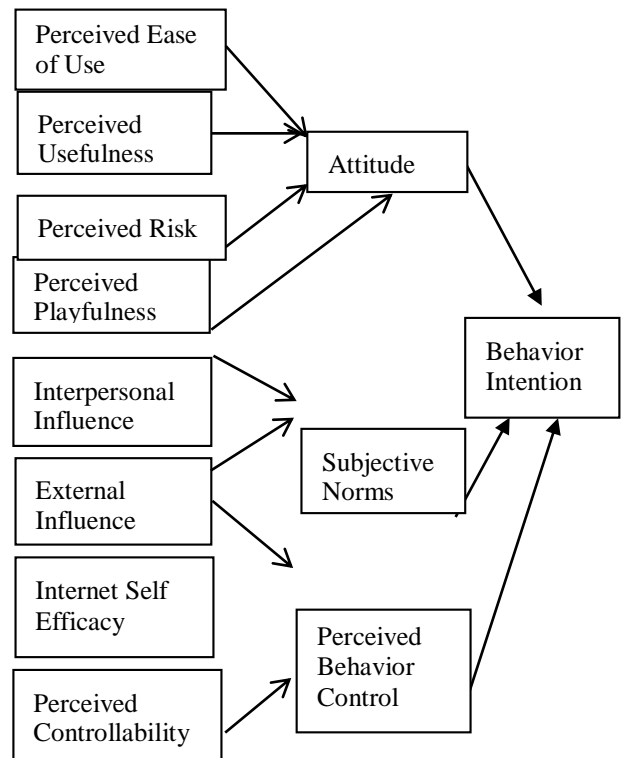 Perceived Ease
of Use
Perceived
Usefulness
Attitude
Perceived Risk
Perceived
Playfulness
Behavior
Intention
Interpersonal
Influence
Subjective
Norms
External
Influence
Internet Self
Efficacy
Perceived
Behavior
Control
Perceived
Controllability